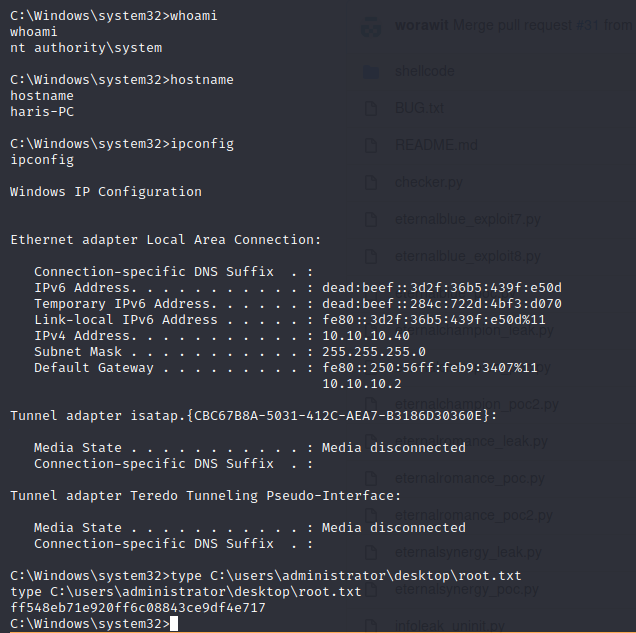 C:\Windows\system32>whoami
whoami
nt authority\system

C:\Windows\system32>hostname
hostname
haris-PC

C:\Windows\system32>ipconfig
ipconfig

Windows IP Configuration


Ethernet adapter Local Area Connection:

   Connection-specific DNS Suffix  . :
   IPv6 Address. . . . . . . . . . . : dead:beef::3d2f:36b5:439f:e50d
   Temporary IPv6 Address. . . . . . : dead:beef::284c:722d:4bf3:d070
   Link-local IPv6 Address . . . . . : fe80::3d2f:36b5:439f:e50d%11
   IPv4 Address. . . . . . . . . . . : 10.10.10.40
   Subnet Mask . . . . . . . . . . . : 255.255.255.0
   Default Gateway . . . . . . . . . : fe80::250:56ff:feb9:3407%11
                                       10.10.10.2

Tunnel adapter isatap.{CBC67B8A-5031-412C-AEA7-B3186D30360E}:

   Media State . . . . . . . . . . . : Media disconnected
   Connection-specific DNS Suffix  . :

Tunnel adapter Teredo Tunneling Pseudo-Interface:

   Media State . . . . . . . . . . . : Media disconnected
   Connection-specific DNS Suffix  . :

C:\Windows\system32>type C:\users\administrator\desktop\root.txt
type C:\users\administrator\desktop\root.txt
ff548eb71e920ff6c08843ce9df4e717
C:\Windows\system32>
worawit Merge pull request #31 from
shellcode
BUG.txt
README.md
checker.py
eternalblue_exploit7.py
eternalblue_exploit8.py
eternalchampion_leak.py
eternalchampion_poc2.py
eternalromance_leak.py
eternalromance_poc.py
eternalromance_poc2.py
eternalsynergy_leak.py
eternalsynergy_poc.py
infoleak_uninit.py